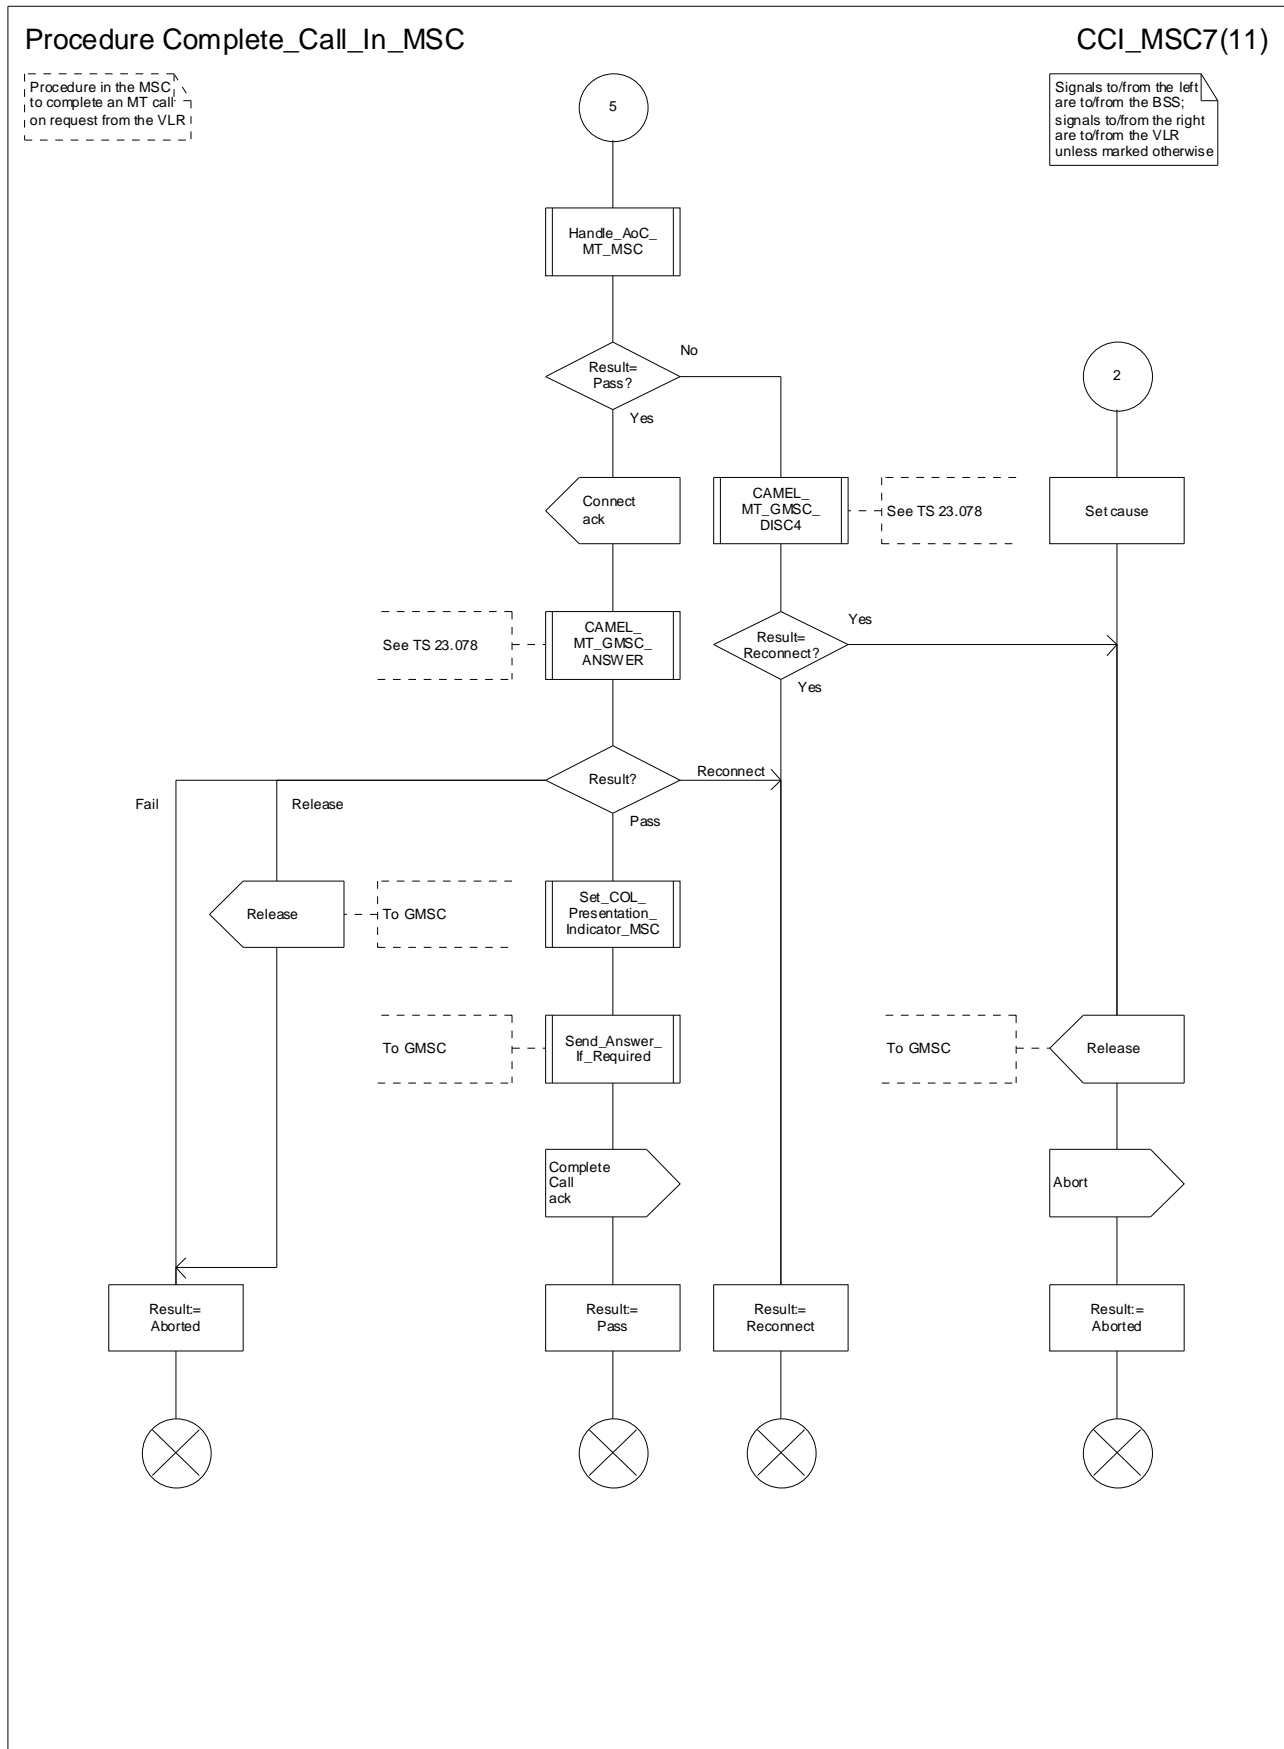 Procedure Complete_Call_In_MSC
CCI_MSC7(11)
Procedure in the MSC
to complete an MT call
on request from the VLR
Signals to/from the left
are to/from the BSS;
signals to/from the right
are to/from the VLR
unless marked otherwise
5
Handle_AoC_
MT_MSC
Result=
Pass?
No
Yes
2
Connect
ack
CAMEL_
MT_GMSC_
DISC4
See TS 23.078
Set cause
See TS 23.078
CAMEL_
MT_GMSC_
ANSWER
Result=
Reconnect?
Yes
Yes
Result?
Reconnect
Fail
Release
Pass
Release
To GMSC
Set_COL_
Presentation_
Indicator_MSC
To GMSC
Send_Answer_
If_Required
To GMSC
Release
Complete
Call
ack
Abort
Result:=
Aborted
Result:=
Pass
Result:=
Reconnect
Result:=
Aborted